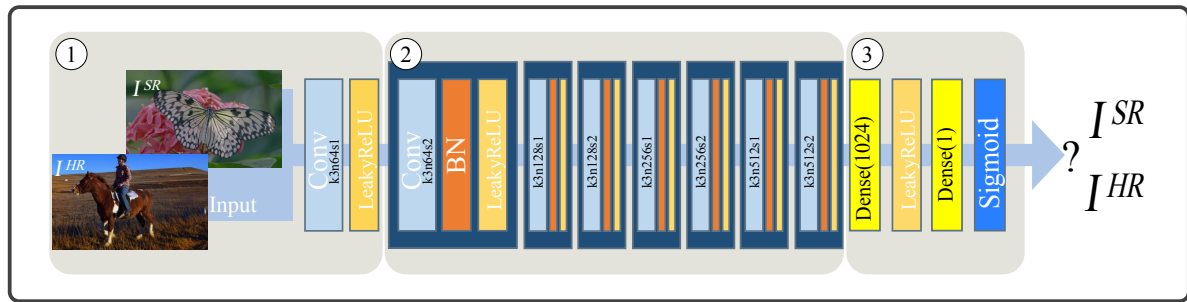 1
I^SR
I^HR
Input
Conv
k3n64s1
LeakyReLU
2
Conv
k3n64s2
BN
LeakyReLU
k3n128s1
k3n128s2
k3n256s1
k3n256s2
k3n512s1
k3n512s2
3
Dense(1024)
LeakyReLU
Dense(1)
Sigmoid
?
I^SR
I^HR